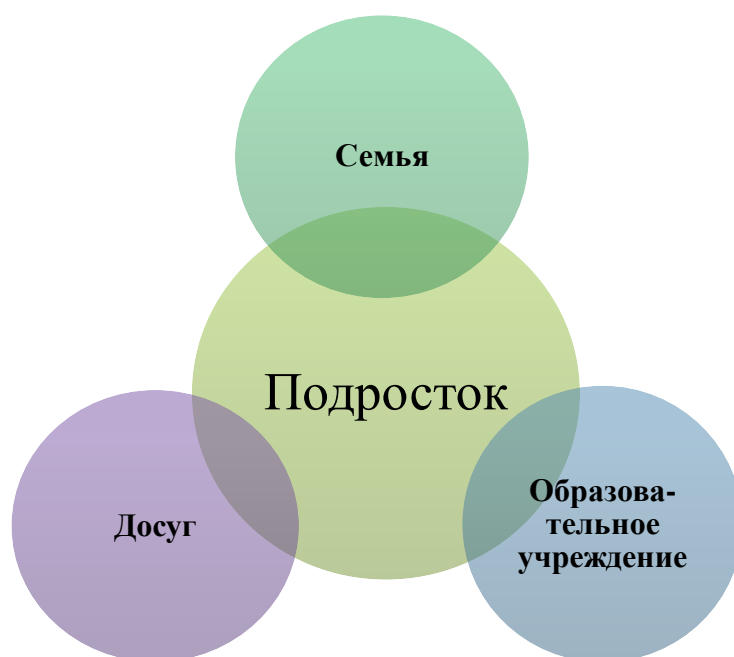 Семья
Подросток
Досуг
Образова-
тельное
учреждение